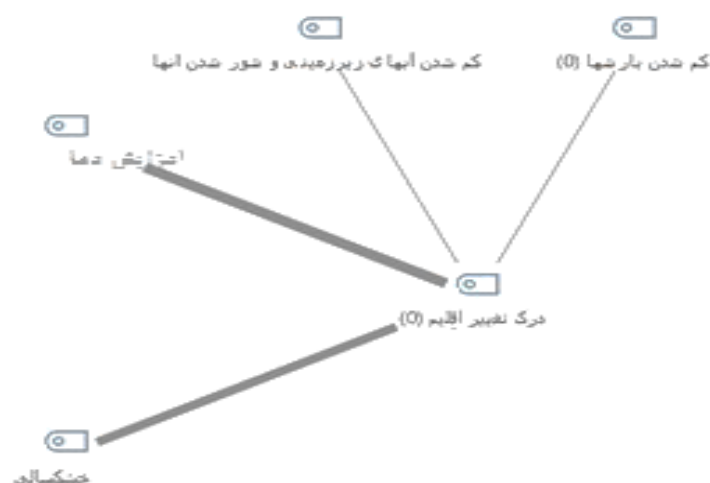 کم شدن بارشها (0)
کم شدن آبهای زیرزمینی و شور شدن آنها
افزایش دما
درک تغییر اقلیم (0)
خشکسالی